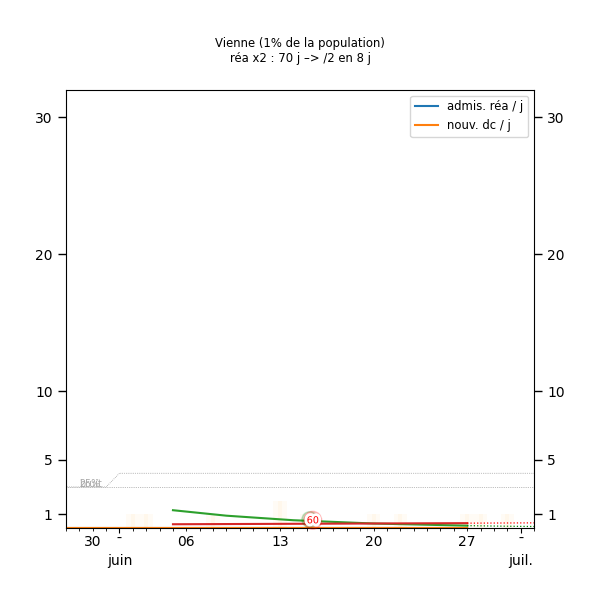 Vienne (1% de la population)
réa x2 : 70 j –> /2 en 8 j
admis. réa / j
nouv. dc / j
30 30
20 20
10 10
5 5
1 1
60
30 - 06 13 20 27 -
juin juil.